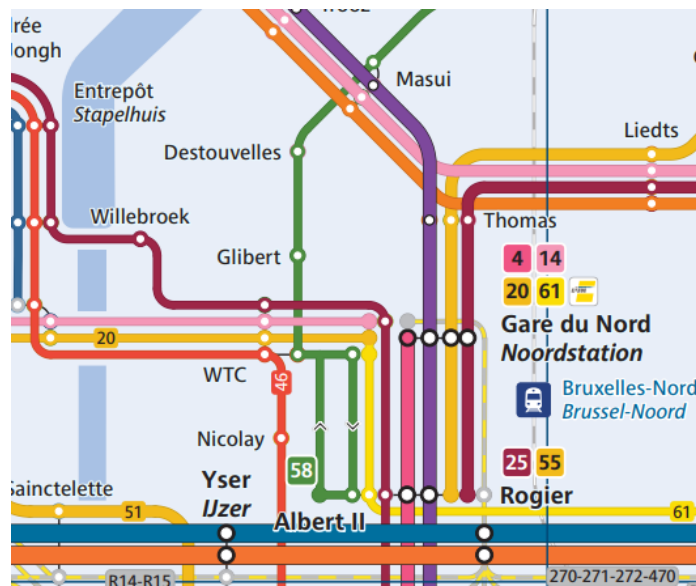 Jongh
Entrepôt
Stapelhuis
Masui
Liedts
Destouvelles
Willebroek
Thomas
Glibert
4 14
20 61
Gare du Nord
Noordstation
20
WTC
46
Bruxelles-Nord
Brussel-Noord
Nicolay
58
25 55
Rogier
Sainctelette
Yser
IJzer
51
Albert II
61
R14-R15
270-271-272-470